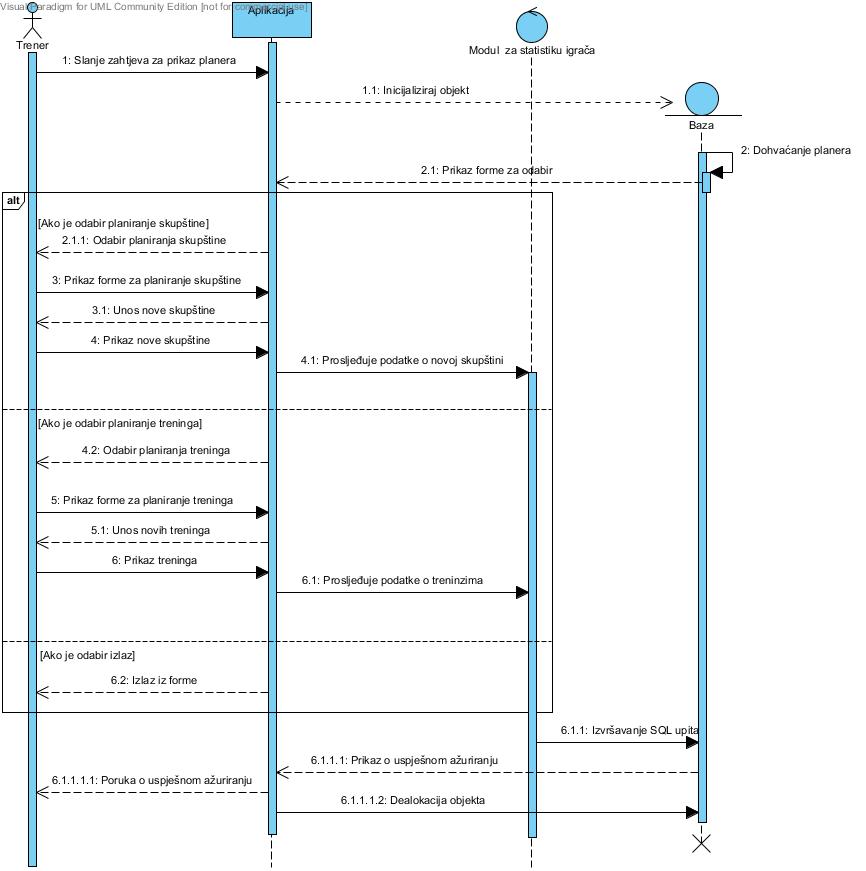 Visual Paradigm for UML Community Edition [not for commercial use]
Aplikacija
Trener
Modul za statistiku igrača
1: Slanje zahtjeva za prikaz planera
1.1: Inicijaliziraj objekt
Baza
2: Dohvaćanje planera
2.1: Prikaz forme za odabir
alt
[Ako je odabir planiranje skupštine]
2.1.1: Odabir planiranja skupštine
3: Prikaz forme za planiranje skupštine
3.1: Unos nove skupštine
4: Prikaz nove skupštine
4.1: Prosljeđuje podatke o novoj skupštini
[Ako je odabir planiranje treninga]
4.2: Odabir planiranja treninga
5: Prikaz forme za planiranje treninga
5.1: Unos novih treninga
6: Prikaz treninga
6.1: Prosljeđuje podatke o treninzima
[Ako je odabir izlaz]
6.2: Izlaz iz forme
6.1.1: Izvršavanje SQL upita
6.1.1.1: Prikaz o uspješnom ažuriranju
6.1.1.1.1: Poruka o uspješnom ažuriranju
6.1.1.1.2: Dealokacija objekta